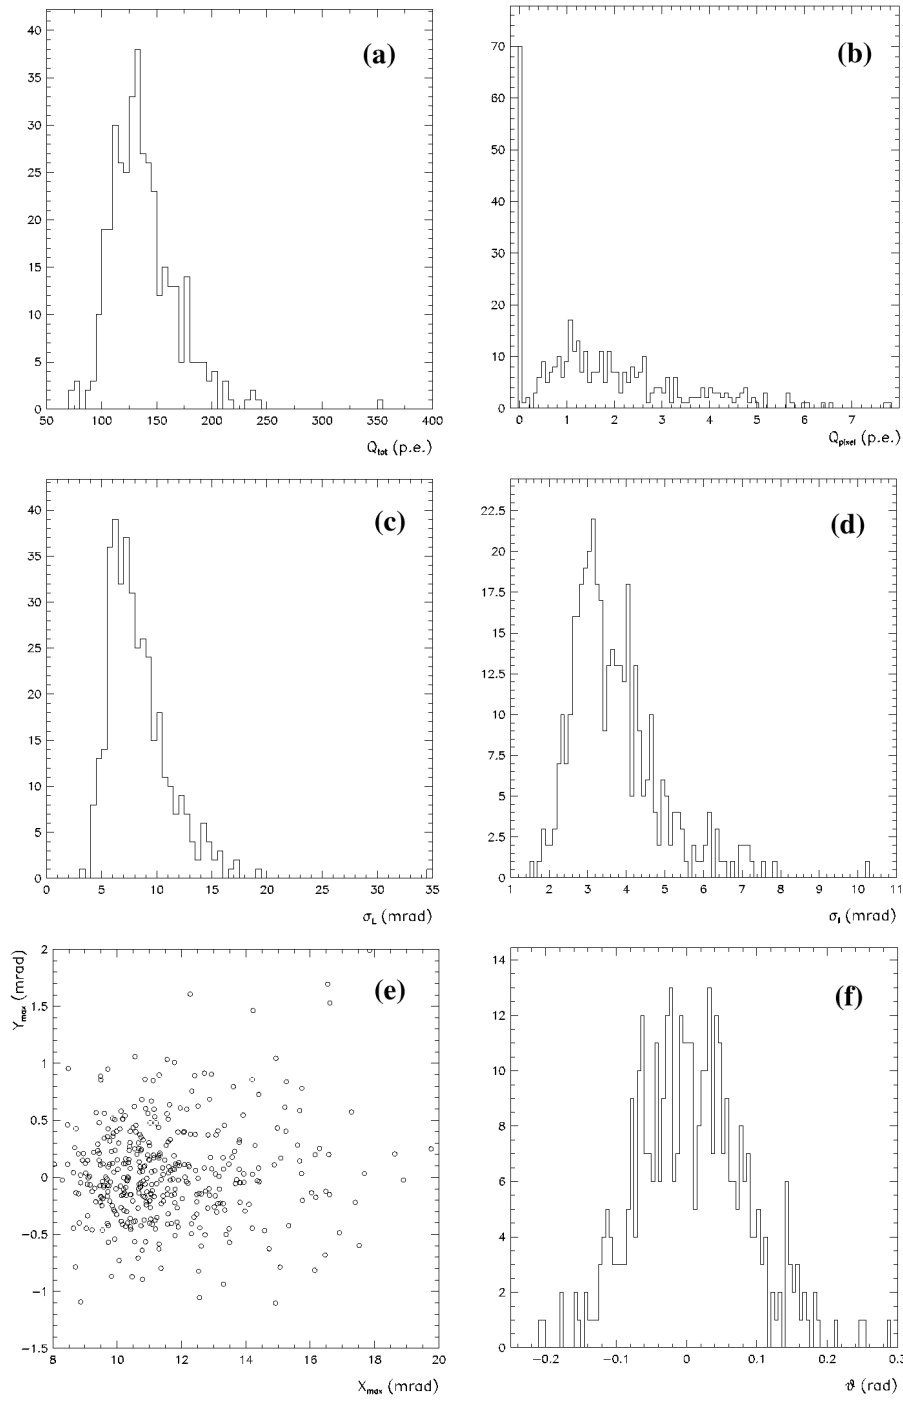 (a)
40
35
30
25
20
15
10
5
0
50 100 150 200 250 300 350 400
Q_tot (p.e.)
(b)
70
60
50
40
30
20
10
0
0 1 2 3 4 5 6 7
Q_pixel (p.e.)
(c)
40
35
30
25
20
15
10
5
0
0 5 10 15 20 25 30 35
σ_L (mrad)
(d)
22.5
20
17.5
15
12.5
10
7.5
5
2.5
0
1 2 3 4 5 6 7 8 9 10 11
σ_l (mrad)
(e)
Y_max (mrad)
2
1.5
1
0.5
0
−0.5
−1
−1.5
8 10 12 14 16 18 20
X_max (mrad)
(f)
14
12
10
8
6
4
2
0
−0.2 −0.1 0 0.1 0.2 0.3
ϑ (rad)